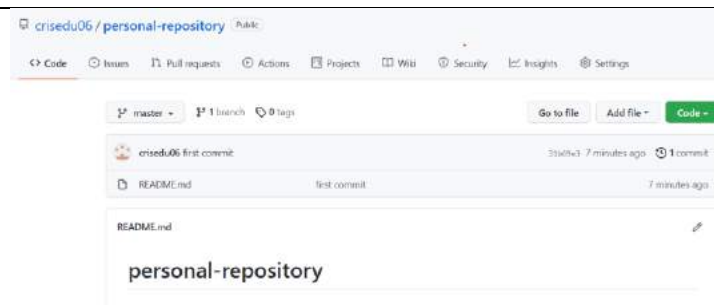 crisedu06 / personal-repository Public
Code Issues Pull requests Actions Projects Wiki Security Insights Settings
master 1 branch 0 tags Go to file Add file Code
crisedu06 first commit 7 minutes ago 1 commit
README.md first commit 7 minutes ago
README.md
personal-repository